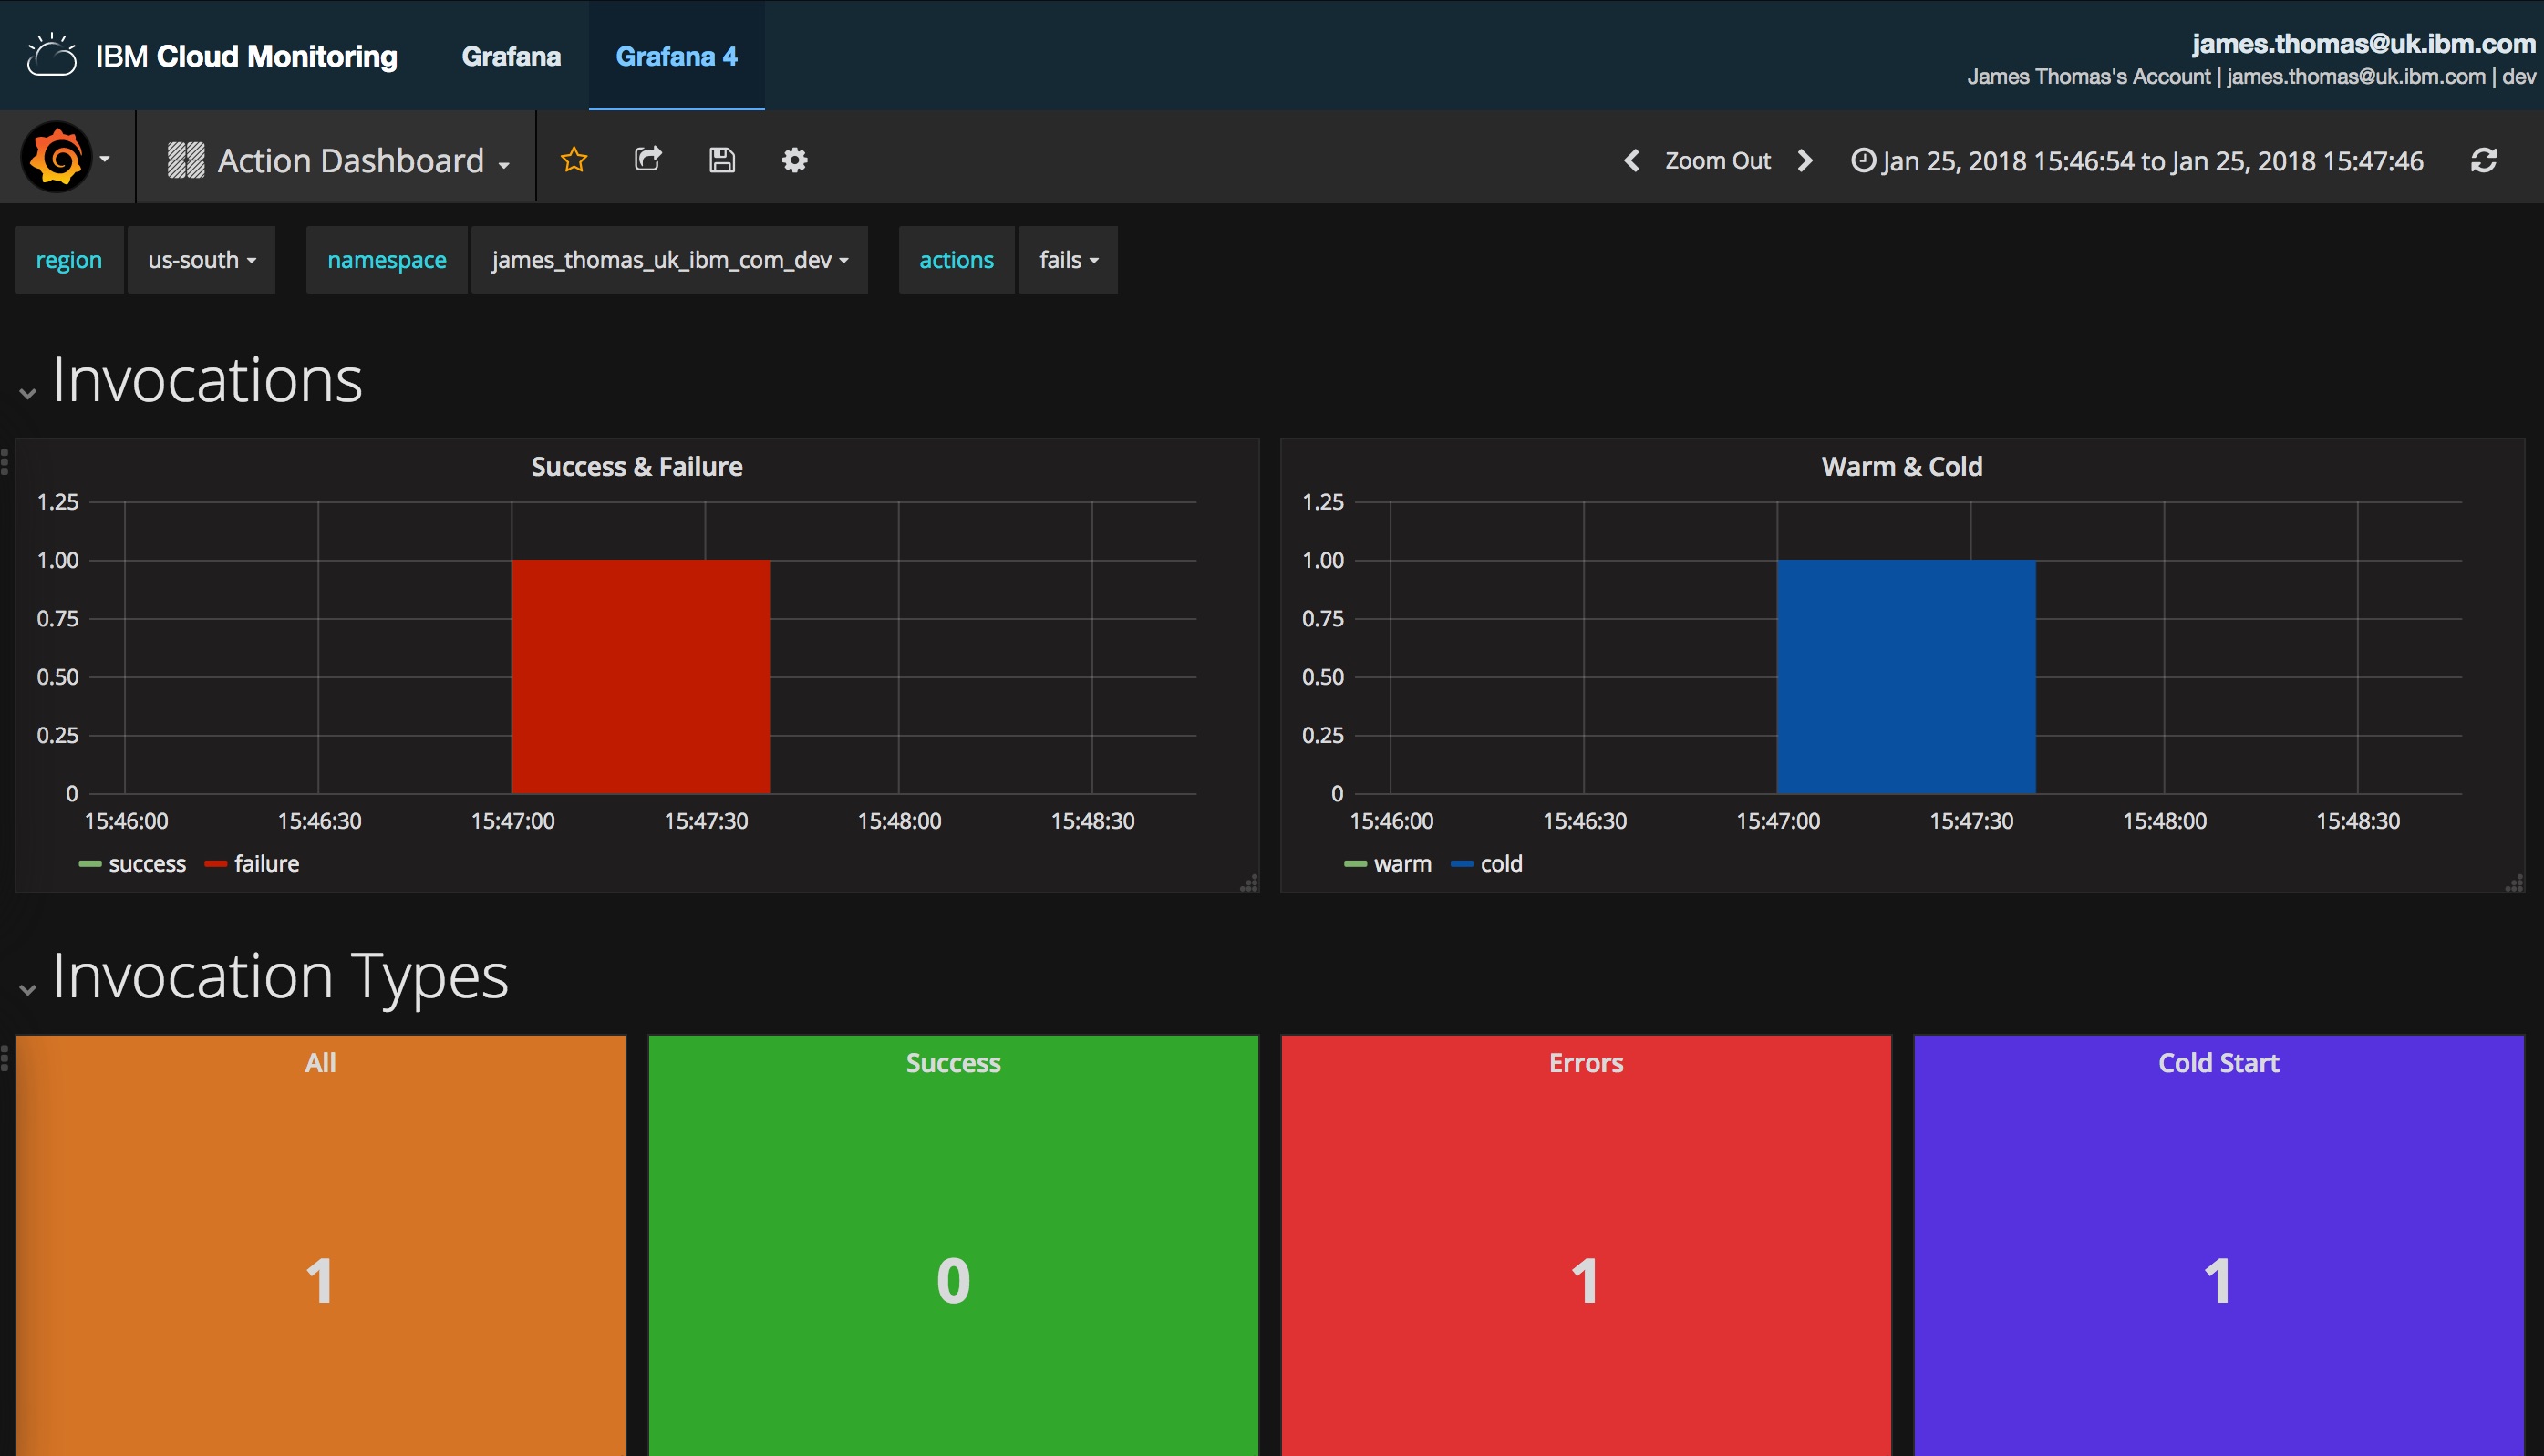 IBM Cloud Monitoring
Grafana
Grafana 4
james.thomas@uk.ibm.com
James Thomas's Account | james.thomas@uk.ibm.com | dev
Action Dashboard
Zoom Out
Jan 25, 2018 15:46:54 to Jan 25, 2018 15:47:46
region
us-south
namespace
james_thomas_uk_ibm_com_dev
actions
fails
Invocations
Success & Failure
1.25
1.00
0.75
0.50
0.25
0
15:46:00 15:46:30 15:47:00 15:47:30 15:48:00 15:48:30
success failure
Warm & Cold
1.25
1.00
0.75
0.50
0.25
0
15:46:00 15:46:30 15:47:00 15:47:30 15:48:00 15:48:30
warm cold
Invocation Types
All
1
Success
0
Errors
1
Cold Start
1